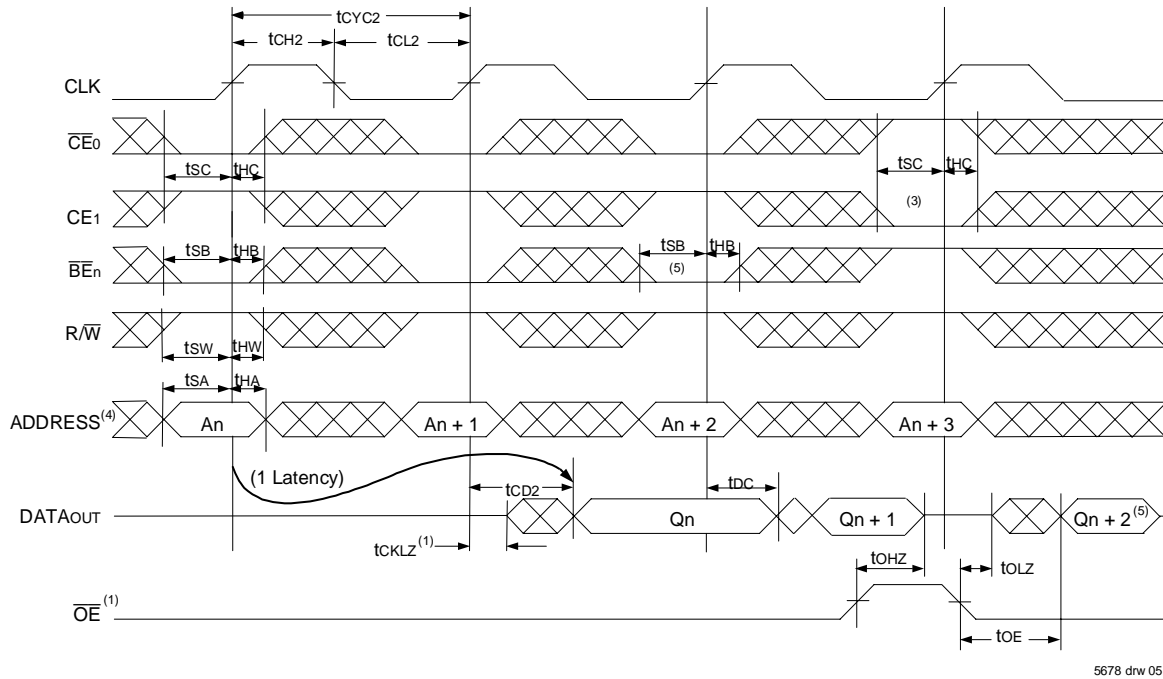 tCYC2
tCH2 tCL2
CLK
CE0
tSC tHC tSC tHC
CE1 (3)
tSB tHB tSB tHB
BEn (5)
R/W
tSW tHW
tSA tHA
ADDRESS(4) An An + 1 An + 2 An + 3
(1 Latency) tCD2 tDC
DATAOUT Qn Qn + 1 Qn + 2(5)
tCKLZ(1) tOHZ tOLZ
OE(1)
tOE
5678 drw 05